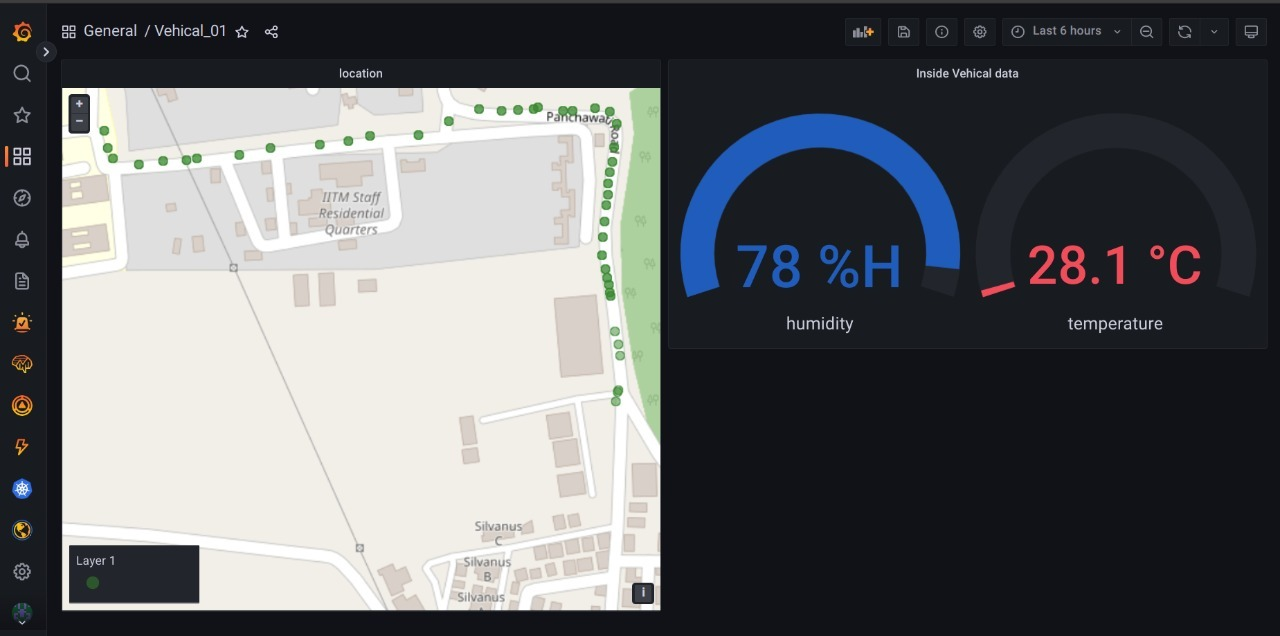 General / Vehical_01
Last 6 hours
location
+
−
IITM Staff
Residential
Quarters
Silvanus
C
Silvanus
B
Silvanus
Layer 1
i
Inside Vehical data
78 %H
humidity
28.1 °C
temperature